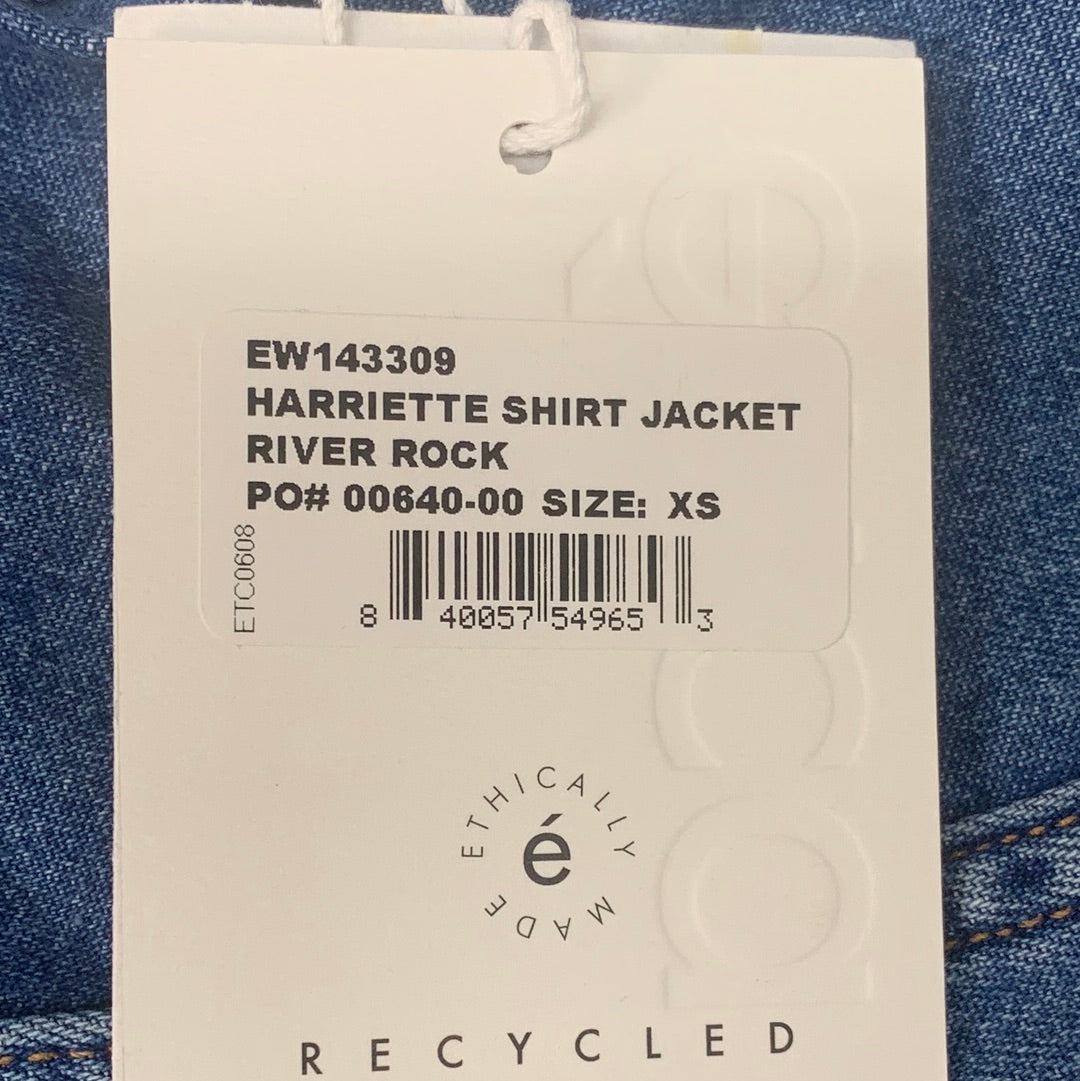 EW143309
HARRIETTE SHIRT JACKET
RIVER ROCK
PO# 00640-00 SIZE: XS
ETC0608
8 40057 54965 3
ETHICALLY MADE
é
RECYCLED